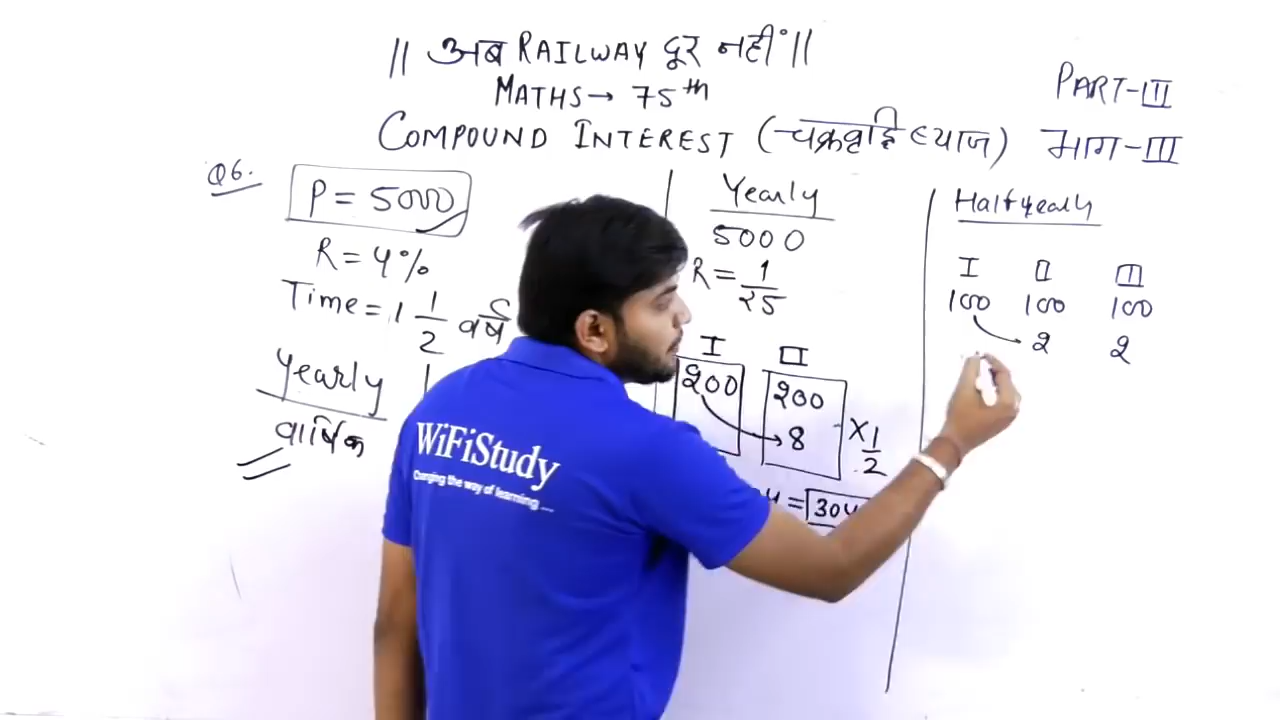 || अब RAILWAY दूर नहीं ||
MATHS → 75th
PART-III
COMPOUND INTEREST (चक्रवृद्धि ब्याज) भाग-III
Q6.
P = 5000
R = 4%
Time = 1 1/2 वर्ष
Yearly
वार्षिक
Yearly
5000
R = 1/25
I II
200 200
8 × 1/2
= 304
Halfyearly
I II III
100 100 100
2 2
WiFiStudy
Changing the way of learning....